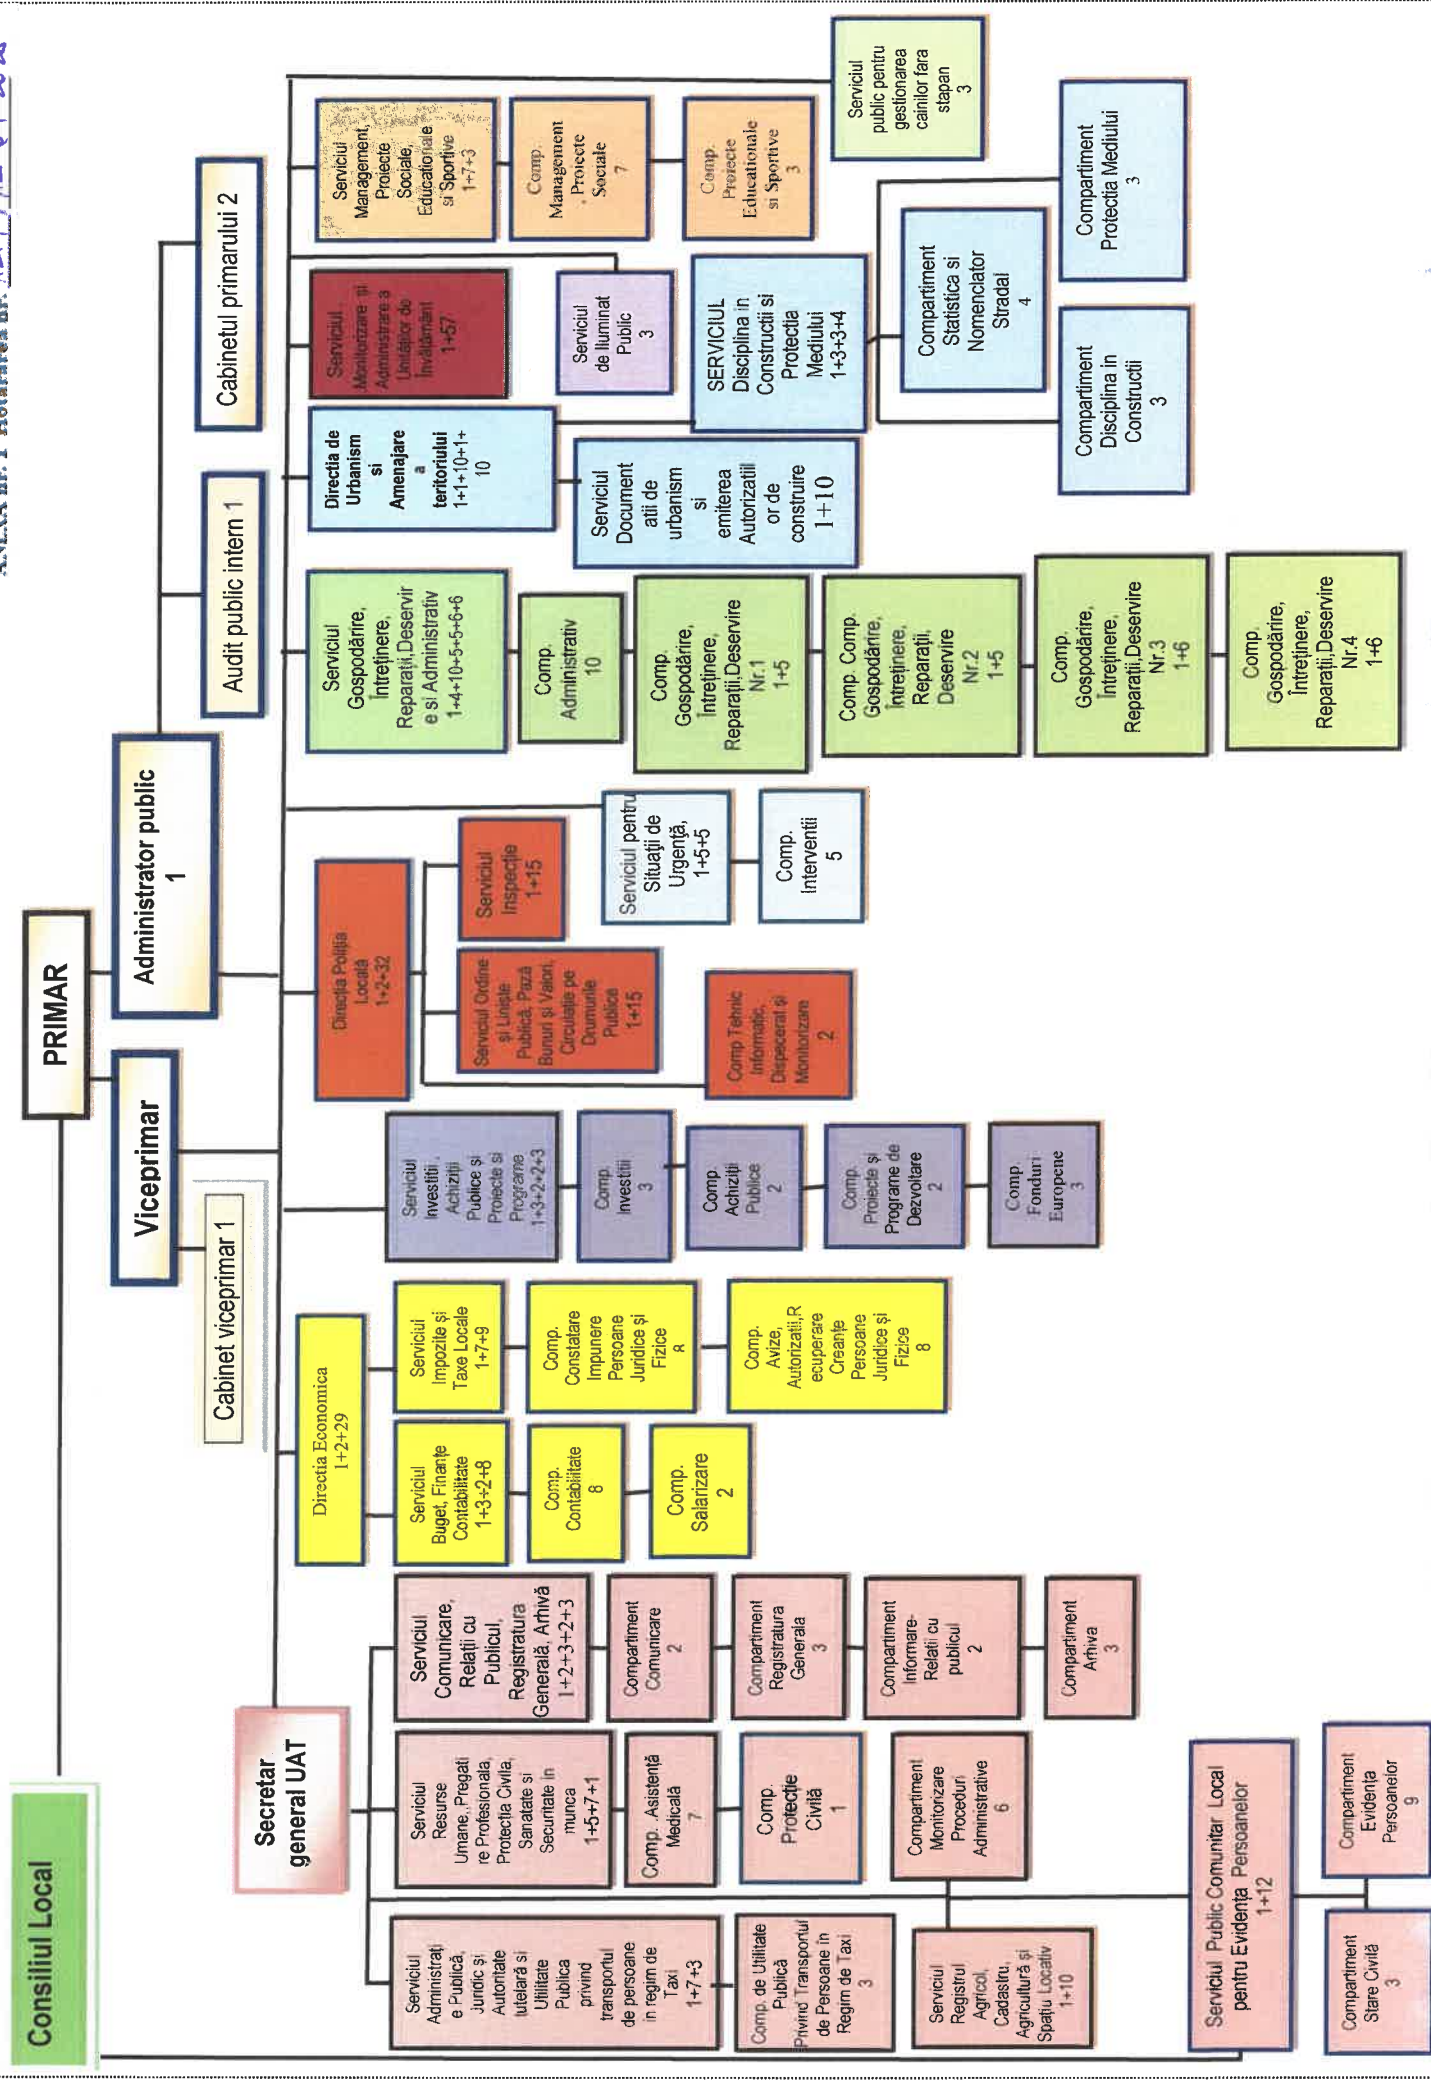 ANEXA nr. 1 Hotararea nr.
Consiliul Local
PRIMAR
Viceprimar
Administrator public
1
Cabinet viceprimar 1
Audit public intern 1
Cabinetul primarului 2
Secretar
general UAT
Serviciul
Administrați
e Publică,
Juridic și
Autoritate
tutelară si
Utilitate
Publica
privind
transportul
de persoane
in regim de
Taxi
1+7+3
Comp. de Utilitate
Publică
Privind Transportul
de Persoane în
Regim de Taxi
3
Serviciul
Registrul
Agricol,
Cadastru,
Agricultură și
Spațiu Locativ
1+10
Serviciul
Resurse
Umane,,Pregati
re Profesionala,
Protectia Civila,
Sanatate si
Securitate in
munca
1+5+7+1
Comp. Asistență
Medicală
7
Comp.
Protecție
Civilă
1
Compartiment
Monitorizare
Proceduri
Administrative
6
Serviciul Public Comunitar Local
pentru Evidența Persoanelor
1+12
Compartiment
Stare Civilă
3
Compartiment
Evidența
Persoanelor
9
Serviciul
Comunicare,
Relații cu
Publicul,
Registratura
Generală, Arhivă
1+2+3+2+3
Compartiment
Comunicare
2
Compartiment
Registratura
Generala
3
Compartiment
Informare-
Relatii cu
publicul
2
Compartiment
Arhiva
3
Directia Economica
1+2+29
Serviciul
Buget, Finanțe
Contabilitate
1+3+2+8
Comp.
Contabilitate
8
Comp.
Salarizare
2
Serviciul
Impozite și
Taxe Locale
1+7+9
Comp.
Constatare
Impunere
Persoane
Juridice și
Fizice
8
Comp.
Avize,
Autorizatii,R
ecuperare
Creanțe
Persoane
Juridice și
Fizice
8
Serviciul
Investitii ,
Achiziții
Publice și
Proiecte si
Programe
1+3+2+2+3
Comp.
Investitii
3
Comp.
Achiziții
Publice
2
Comp.
Proiecte și
Programe de
Dezvoltare
2
Comp.
Fonduri
Europene
3
Direcția Poliția
Locală
1+2+32
Serviciul Ordine
și Liniște
Publică, Pază
Bunuri și Valori,
Circulație pe
Drumurile
Publice
1+15
Serviciul
Inspecție
1+15
Comp Tehnic
Informatic,
Dispecerat și
Monitorizare
2
Serviciul pentru
Situații de
Urgență,
1+5+5
Comp.
Interventii
5
Serviciul
Gospodărire,
Întreținere,
Reparații,Deservir
e si Administrativ
1+4+10+5+5+6+6
Comp.
Administrativ
10
Comp.
Gospodărire,
Întreținere,
Reparații,Deservire
Nr.1
1+5
Comp. Comp.
Gospodărire,
Întreținere,
Reparații,
Deservire
Nr.2
1+5
Comp.
Gospodărire,
Întreținere,
Reparații,Deservire
Nr.3
1+6
Comp.
Gospodărire,
Întreținere,
Reparații,Deservire
Nr.4
1+6
Directia de
Urbanism
si
Amenajare
a
teritoriului
1+1+10+1+
10
Serviciul
Document
atii de
urbanism
si
emiterea
Autorizatiil
or de
construire
1+10
SERVICIUL
Disciplina in
Constructii si
Protectia
Mediului
1+3+3+4
Compartiment
Disciplina in
Constructii
3
Compartiment
Statistica si
Nomenclator
Stradal
4
Compartiment
Protectia Mediului
3
Serviciul
Monitorizare și
Administrare a
Unităților de
Învățământ
1+57
Serviciul
de Iluminat
Public
3
Serviciul
Management,
Proiecte
Sociale,
Educationale
si Sportive
1+7+3
Comp.
Management
Proiecte
Sociale
7
Comp.
Proiecte
Educationale
si Sportive
3
Serviciul
public pentru
gestionarea
cainilor fara
stapan
3